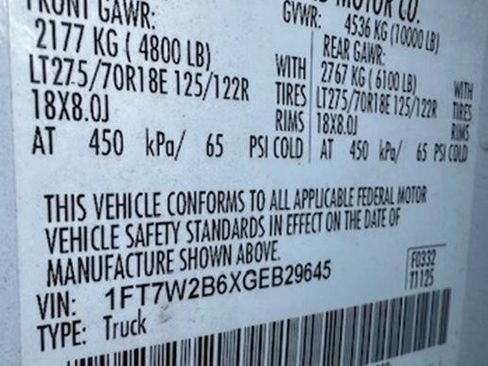 FRONT GAWR:
2177 KG ( 4800 LB)
LT275/70R18E 125/122R
18X8.0J
AT 450 kPa/ 65 PSI COLD
WITH
TIRES
RIMS
MOTOR CO.
GVWR: 4536 KG (10000 LB)
REAR GAWR:
2767 KG ( 6100 LB)
LT275/70R18E 125/122R
18X8.0J
AT 450 kPa/ 65 PSI COLD
WITH
TIRES
RIMS
THIS VEHICLE CONFORMS TO ALL APPLICABLE FEDERAL MOTOR
VEHICLE SAFETY STANDARDS IN EFFECT ON THE DATE OF
MANUFACTURE SHOWN ABOVE.
VIN: 1FT7W2B6XGEB29645
TYPE: Truck
F0332
T1125